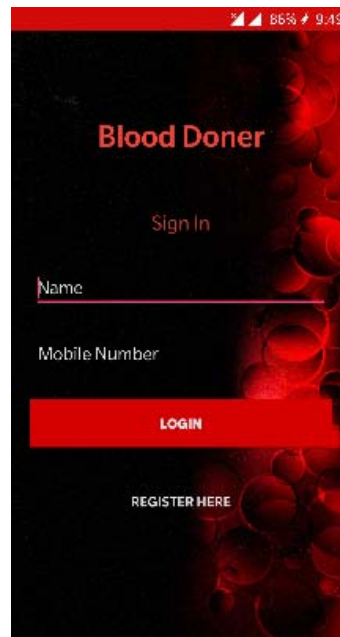 86% 9:49
Blood Doner
Sign In
Name
Mobile Number
LOGIN
REGISTER HERE